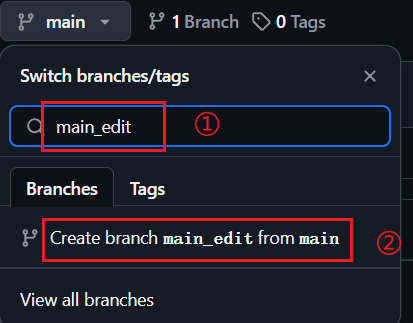 main 1 Branch 0 Tags
Switch branches/tags
main_edit ①
Branches Tags
Create branch main_edit from main ②
View all branches